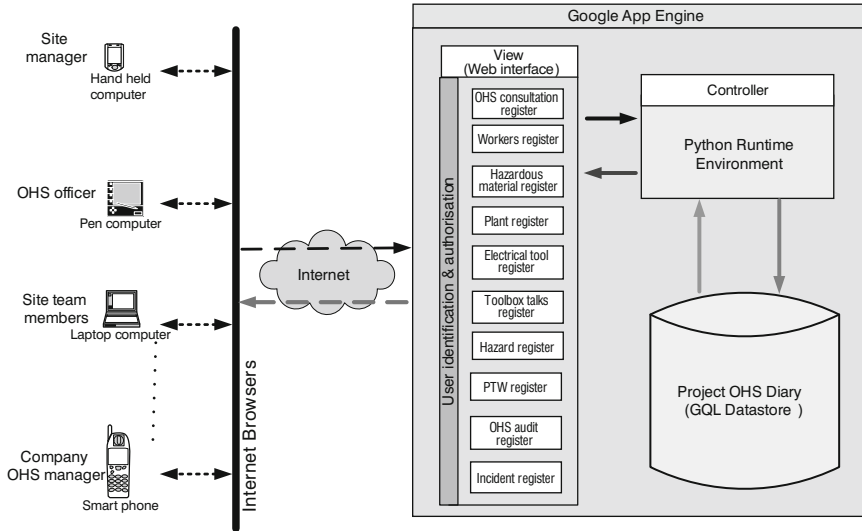 Google App Engine
Site
manager
Hand held
computer
OHS officer
Pen computer
Site team
members
Laptop computer
Company
OHS manager
Smart phone
Internet Browsers
Internet
View
(Web interface)
User identification & authorisation
OHS consultation
register
Workers register
Hazardous
material register
Plant register
Electrical tool
register
Toolbox talks
register
Hazard register
PTW register
OHS audit
register
Incident register
Controller
Python Runtime
Environment
Project OHS Diary
(GQL Datastore )